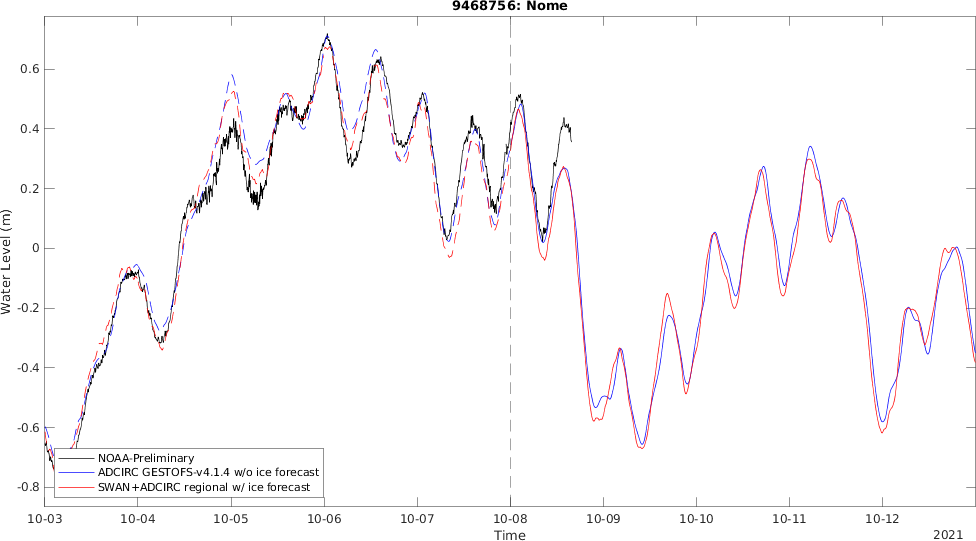 9468756: Nome
Water Level (m)
0.6
0.4
0.2
0
-0.2
-0.4
-0.6
-0.8
NOAA-Preliminary
ADCIRC GESTOFS-v4.1.4 w/o ice forecast
SWAN+ADCIRC regional w/ ice forecast
10-03 10-04 10-05 10-06 10-07 10-08 10-09 10-10 10-11 10-12
Time
2021